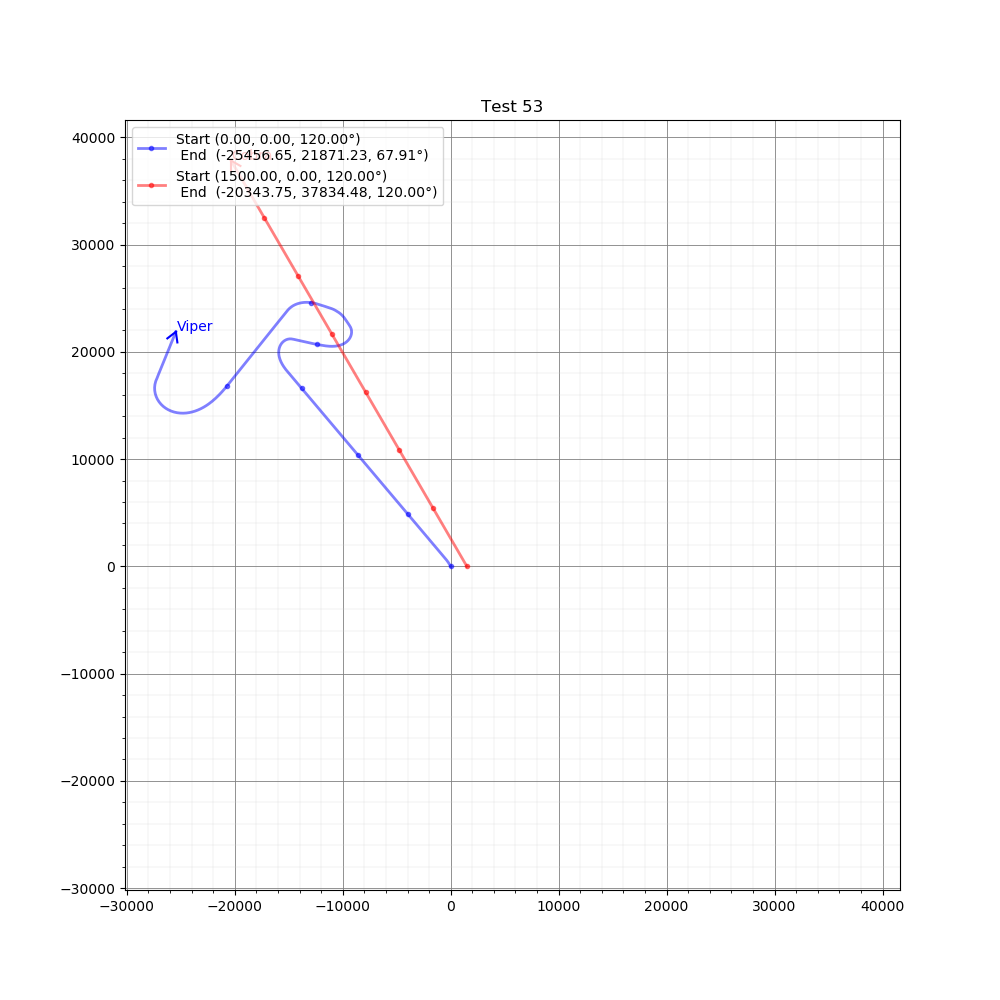 Test 53
Start (0.00, 0.00, 120.00°)
End (-25456.65, 21871.23, 67.91°)
Start (1500.00, 0.00, 120.00°)
End (-20343.75, 37834.48, 120.00°)
Viper
40000
30000
20000
10000
0
−10000
−20000
−30000
−30000 −20000 −10000 0 10000 20000 30000 40000